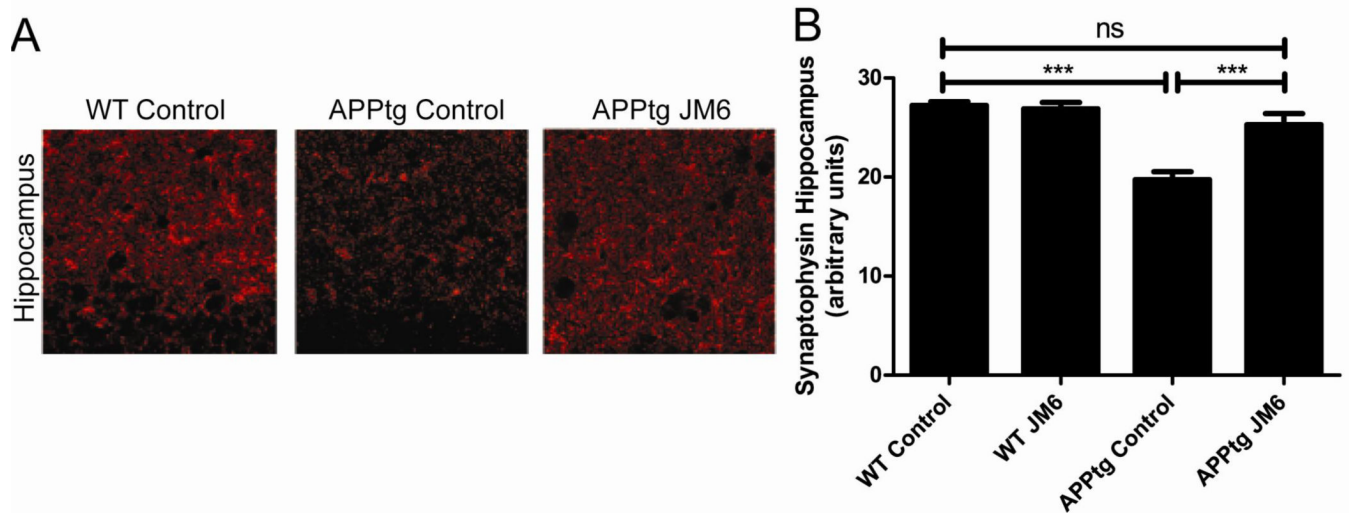 A
WT Control
APPtg Control
APPtg JM6
Hippocampus
B
ns
***
***
Synaptophysin Hippocampus
(arbitrary units)
30
20
10
0
WT Control
WT JM6
APPtg Control
APPtg JM6